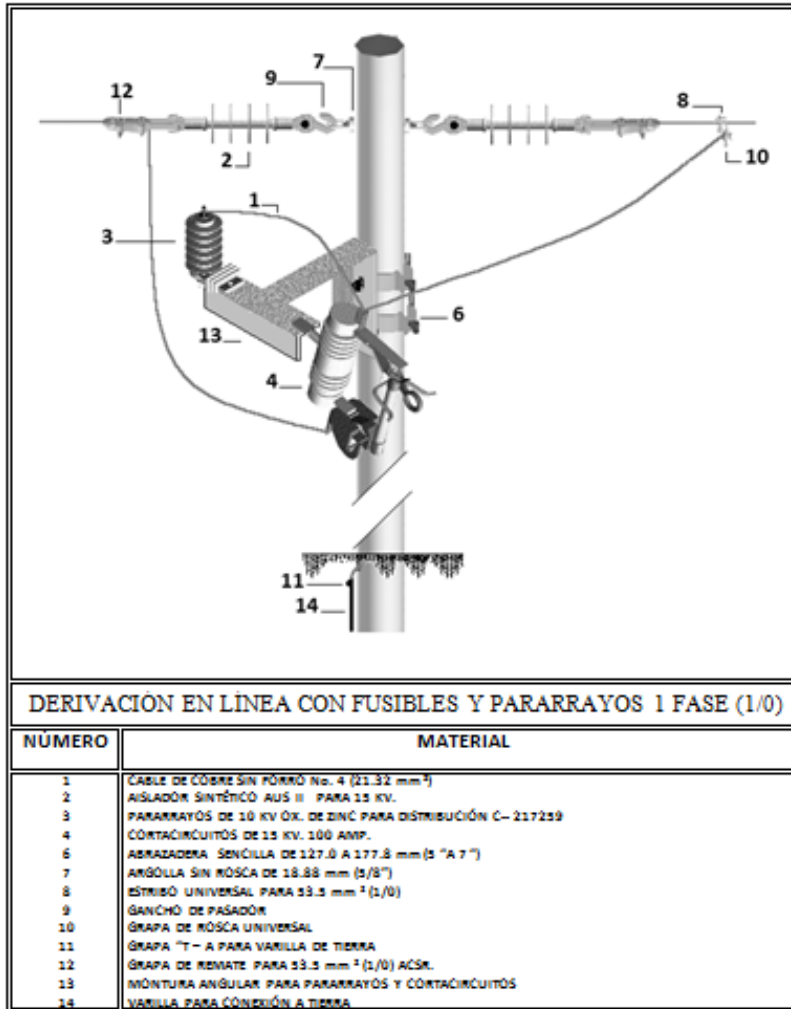 7
9
12
8
2
10
1
3
6
13
4
11
14
DERIVACIÓN EN LÍNEA CON FUSIBLES Y PARARRAYOS 1 FASE (1/0)
NÚMERO MATERIAL
1 CABLE DE COBRE SIN FORRO No. 4 (21.32 mm²)
2 AISLADOR SINTÉTICO AUS II PARA 15 KV.
3 PARARRAYOS DE 10 KV OX. DE ZINC PARA DISTRIBUCIÓN C– 217259
4 CORTACIRCUITOS DE 15 KV. 100 AMP.
6 ABRAZADERA SENCILLA DE 127.0 A 177.8 mm (5 "A 7 ")
7 ARGOLLA SIN ROSCA DE 18.88 mm (5/8")
8 ESTRIBO UNIVERSAL PARA 53.5 mm ² (1/0)
9 GANCHO DE PASADOR
10 GRAPA DE ROSCA UNIVERSAL
11 GRAPA "T – A PARA VARILLA DE TIERRA
12 GRAPA DE REMATE PARA 53.5 mm ² (1/0) ACSR.
13 MONTURA ANGULAR PARA PARARRAYOS Y CORTACIRCUITOS
14 VARILLA PARA CONEXIÓN A TIERRA